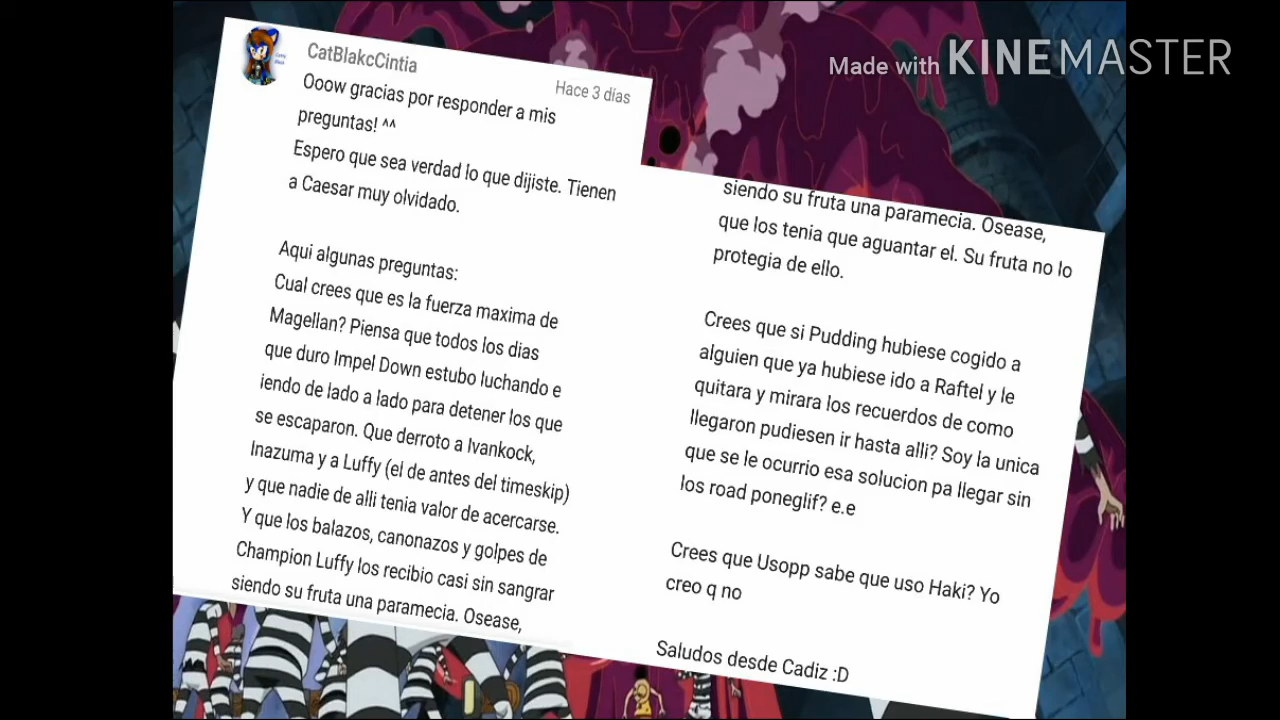 CatBlakcCintia
Hace 3 días
Ooow gracias por responder a mis
preguntas! ^^
Espero que sea verdad lo que dijiste. Tienen
a Caesar muy olvidado.
Aqui algunas preguntas:
Cual crees que es la fuerza maxima de
Magellan? Piensa que todos los dias
que duro Impel Down estubo luchando e
iendo de lado a lado para detener los que
se escaparon. Que derroto a Ivankock,
Inazuma y a Luffy (el de antes del timeskip)
y que nadie de alli tenia valor de acercarse.
Y que los balazos, canonazos y golpes de
Champion Luffy los recibio casi sin sangrar
siendo su fruta una paramecia. Osease,
siendo su fruta una paramecia. Osease,
que los tenia que aguantar el. Su fruta no lo
protegia de ello.
Crees que si Pudding hubiese cogido a
alguien que ya hubiese ido a Raftel y le
quitara y mirara los recuerdos de como
llegaron pudiesen ir hasta alli? Soy la unica
que se le ocurrio esa solucion pa llegar sin
los road poneglif? e.e
Crees que Usopp sabe que uso Haki? Yo
creo q no
Saludos desde Cadiz :D
Made with KINEMASTER